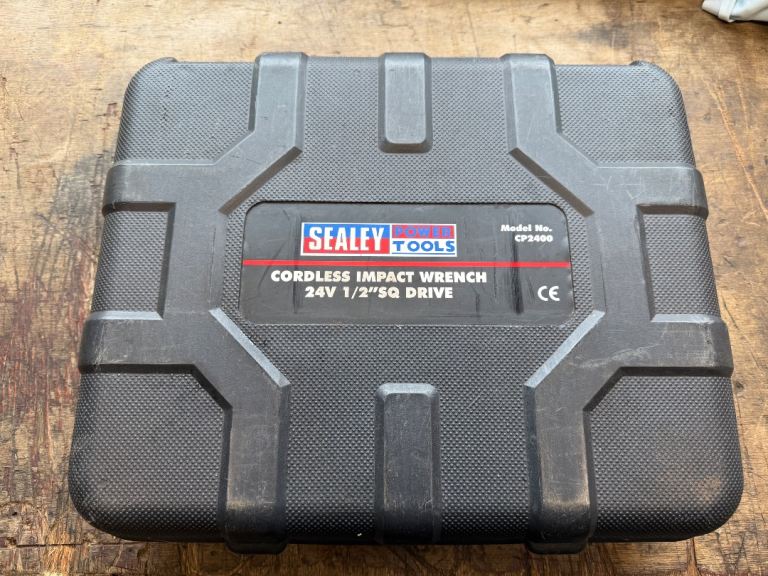 SEALEY POWER TOOLS
Model No.
CP2400
CORDLESS IMPACT WRENCH
24V 1/2"SQ DRIVE
CE